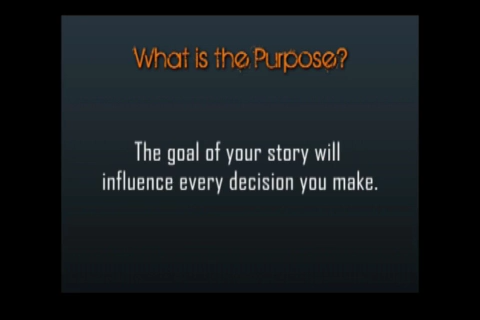 What is the Purpose?
The goal of your story will
influence every decision you make.